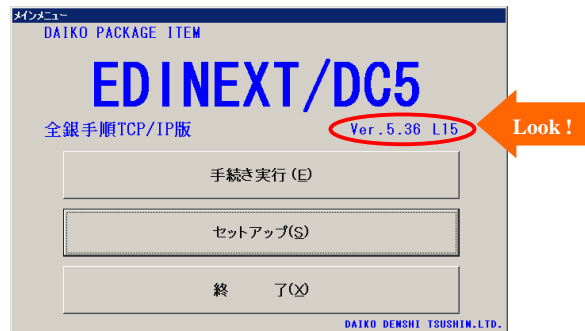 メインメニュー
DAIKO PACKAGE ITEM
EDINEXT/DC5
全銀手順TCP/IP版 Ver.5.36 L15
Look !
手続き実行(E)
セットアップ(S)
終 了(X)
DAIKO DENSHI TSUSHIN.LTD.